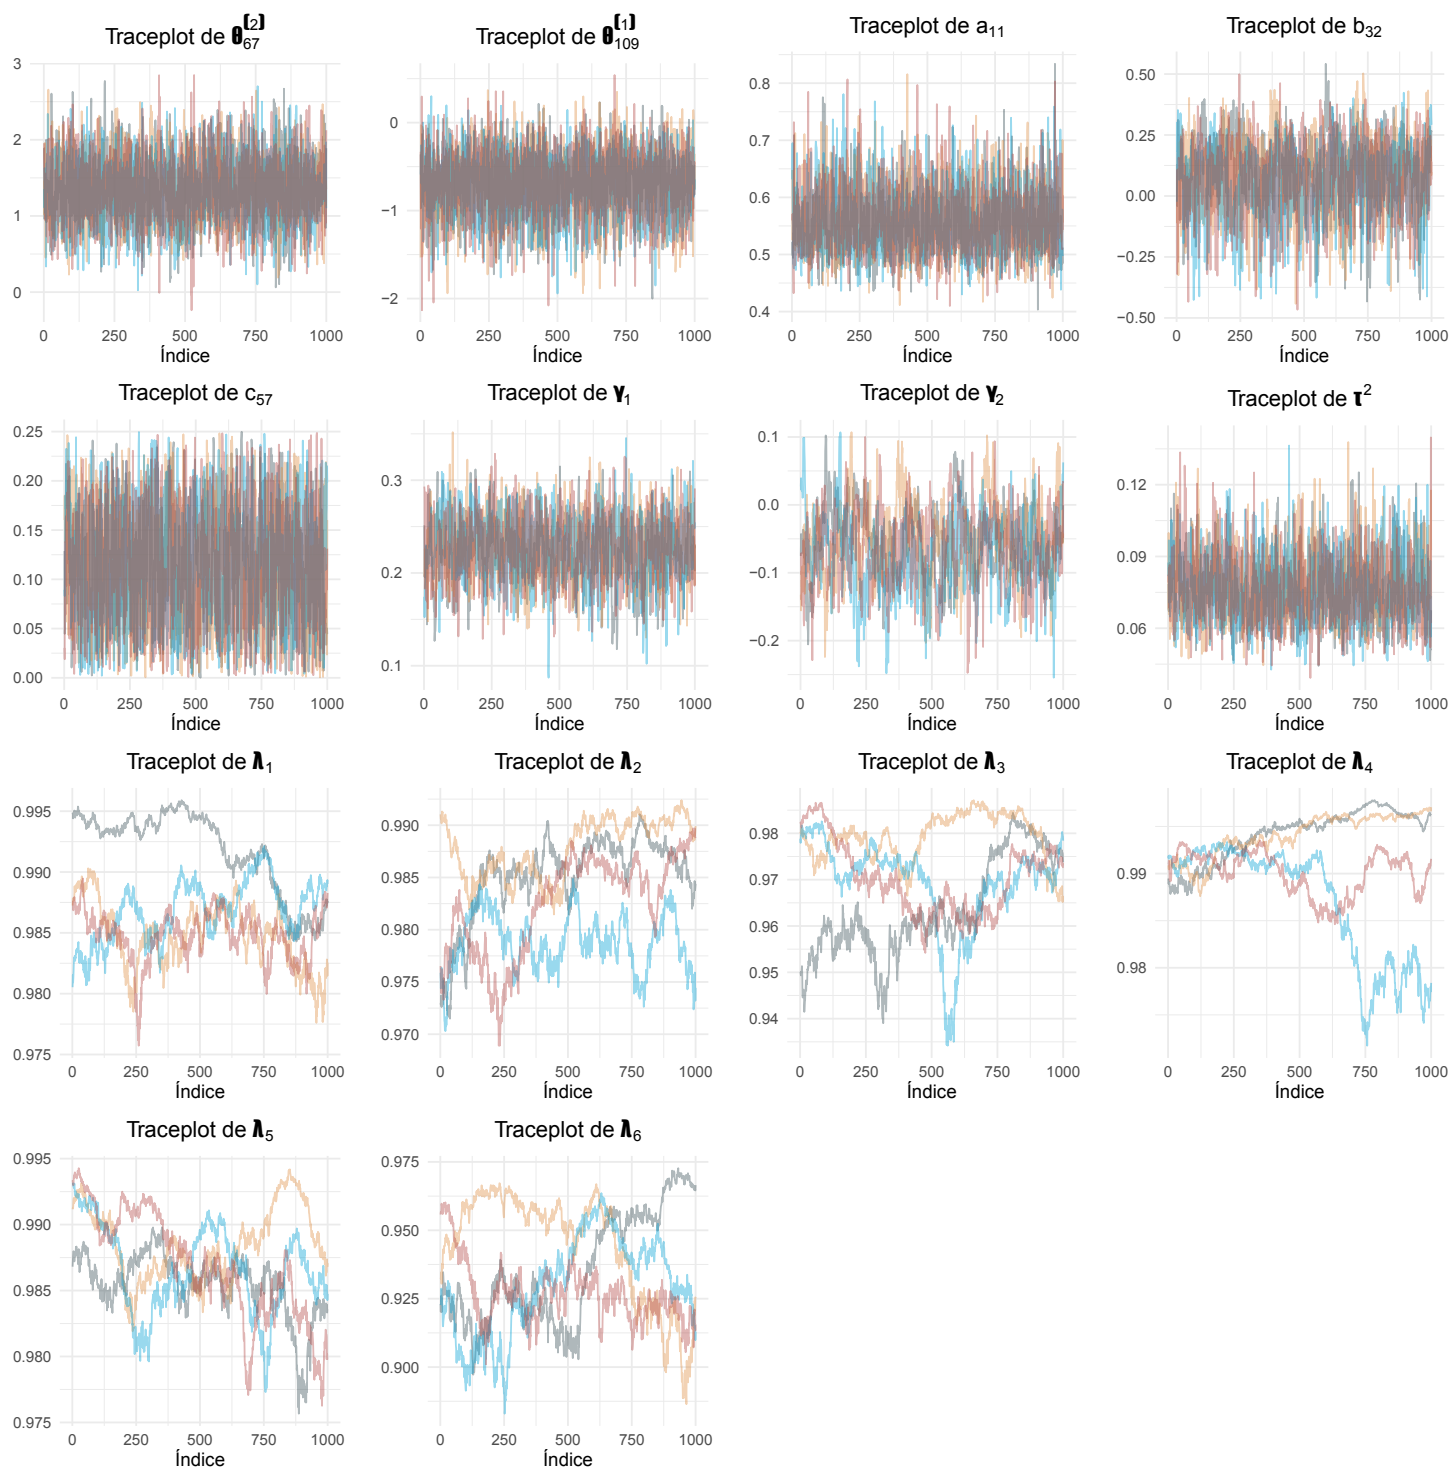 Traceplot de θ₆₇⁽²⁾
3
2
1
0
0 250 500 750 1000
Índice
Traceplot de θ₁₀₉⁽¹⁾
0
−1
−2
0 250 500 750 1000
Índice
Traceplot de a₁₁
0.8
0.7
0.6
0.5
0.4
0 250 500 750 1000
Índice
Traceplot de b₃₂
0.50
0.25
0.00
−0.25
−0.50
0 250 500 750 1000
Índice
Traceplot de c₅₇
0.25
0.20
0.15
0.10
0.05
0.00
0 250 500 750 1000
Índice
Traceplot de γ₁
0.3
0.2
0.1
0 250 500 750 1000
Índice
Traceplot de γ₂
0.1
0.0
−0.1
−0.2
0 250 500 750 1000
Índice
Traceplot de τ²
0.12
0.09
0.06
0 250 500 750 1000
Índice
Traceplot de λ₁
0.995
0.990
0.985
0.980
0.975
0 250 500 750 1000
Índice
Traceplot de λ₂
0.990
0.985
0.980
0.975
0.970
0 250 500 750 1000
Índice
Traceplot de λ₃
0.98
0.97
0.96
0.95
0.94
0 250 500 750 1000
Índice
Traceplot de λ₄
0.99
0.98
0 250 500 750 1000
Índice
Traceplot de λ₅
0.995
0.990
0.985
0.980
0.975
0 250 500 750 1000
Índice
Traceplot de λ₆
0.975
0.950
0.925
0.900
0 250 500 750 1000
Índice